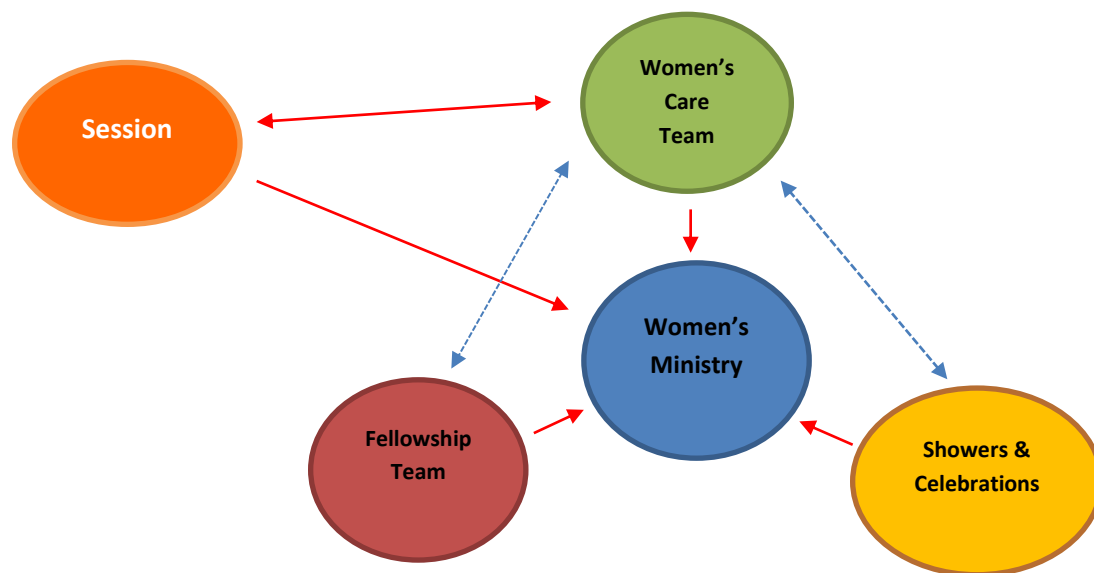 Women’s
Care
Team
Session
Women’s
Ministry
Fellowship
Team
Showers &
Celebrations